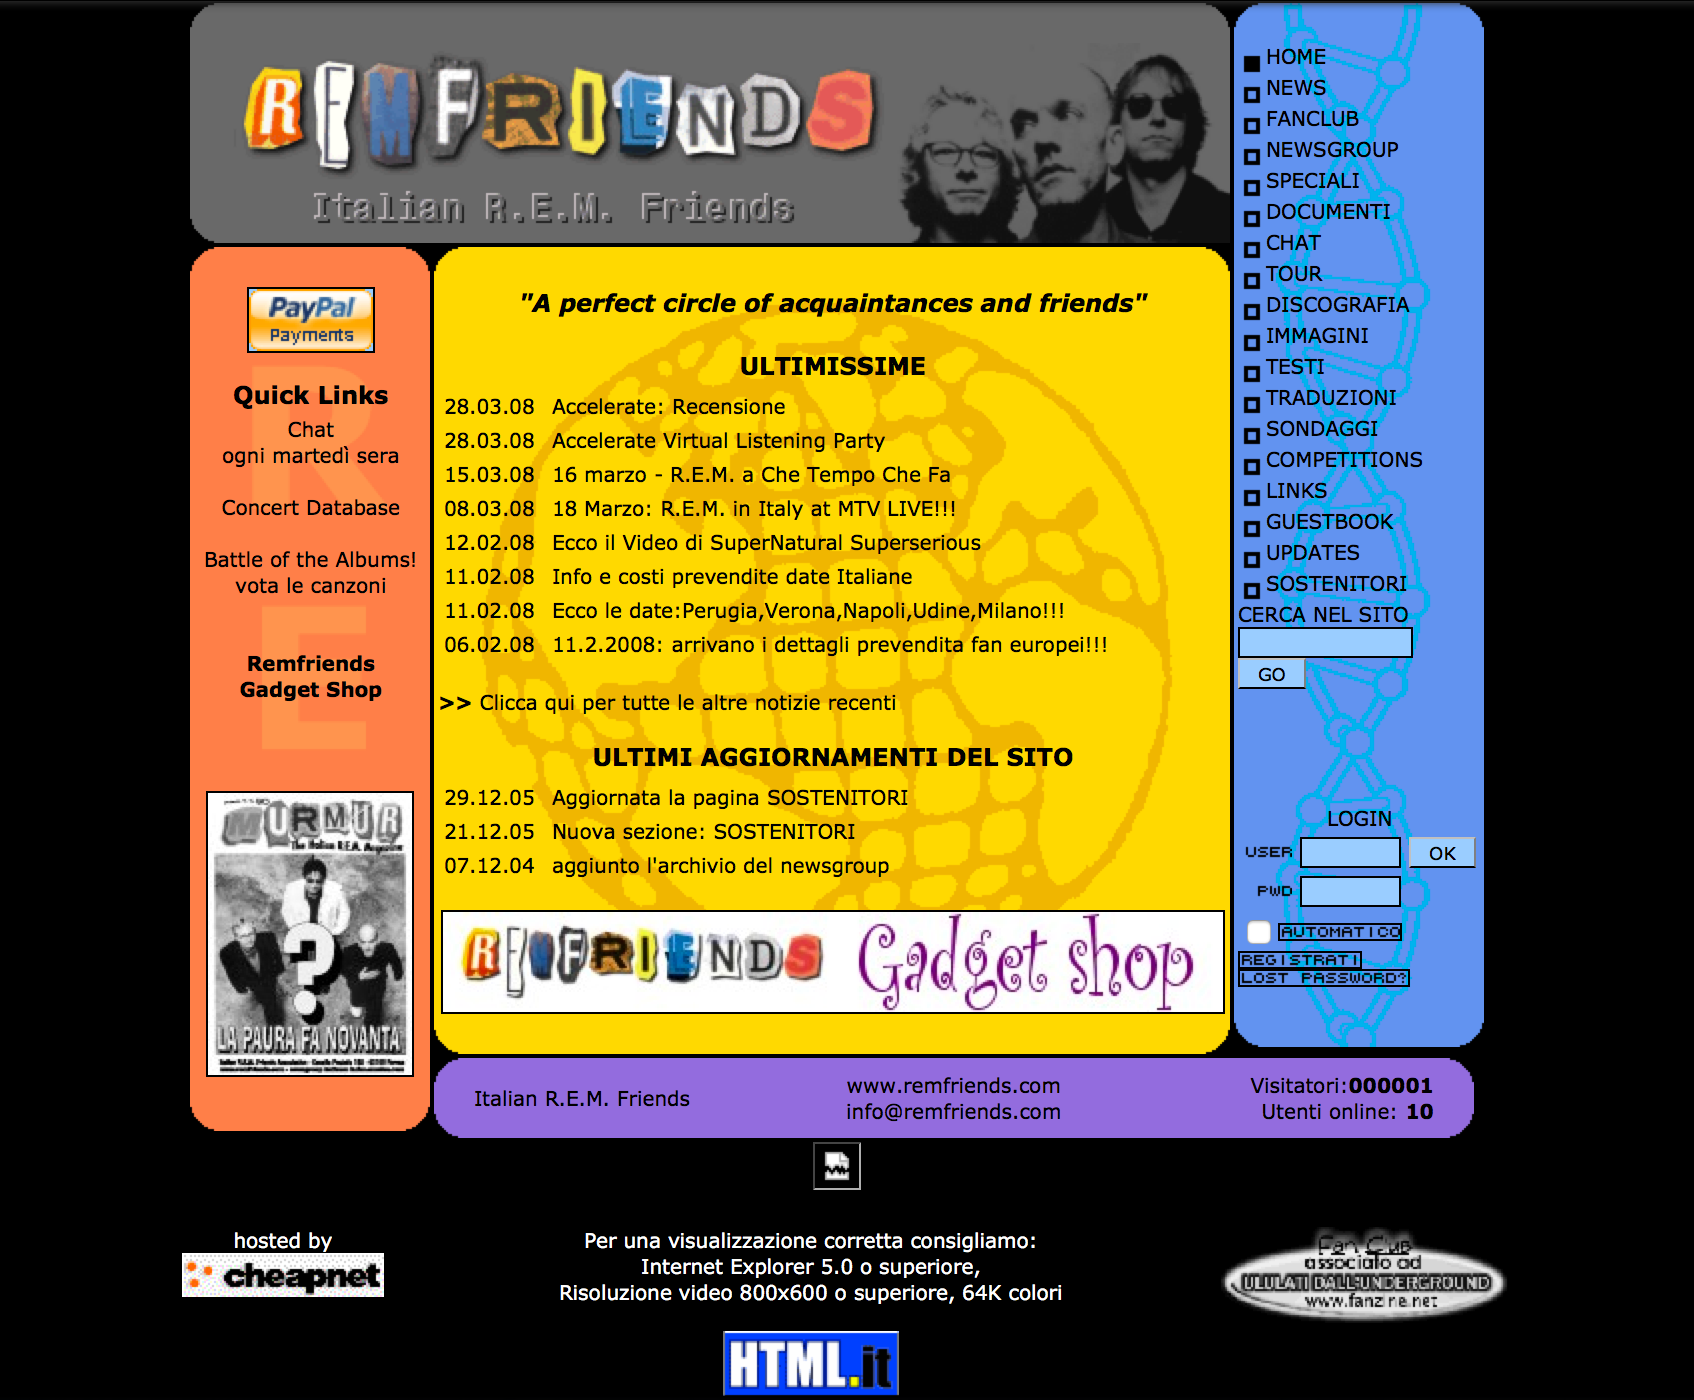 REMFRIENDS
Italian R.E.M. Friends
PayPal
Payments
Quick Links
Chat
ogni martedì sera
Concert Database
Battle of the Albums!
vota le canzoni
Remfriends
Gadget Shop
MURMUR
The Italian R.E.M. Magazine
?
LA PAURA FA NOVANTA
"A perfect circle of acquaintances and friends"
ULTIMISSIME
28.03.08 Accelerate: Recensione
28.03.08 Accelerate Virtual Listening Party
15.03.08 16 marzo - R.E.M. a Che Tempo Che Fa
08.03.08 18 Marzo: R.E.M. in Italy at MTV LIVE!!!
12.02.08 Ecco il Video di SuperNatural Superserious
11.02.08 Info e costi prevendite date Italiane
11.02.08 Ecco le date:Perugia,Verona,Napoli,Udine,Milano!!!
06.02.08 11.2.2008: arrivano i dettagli prevendita fan europei!!!
>> Clicca qui per tutte le altre notizie recenti
ULTIMI AGGIORNAMENTI DEL SITO
29.12.05 Aggiornata la pagina SOSTENITORI
21.12.05 Nuova sezione: SOSTENITORI
07.12.04 aggiunto l'archivio del newsgroup
REMFRIENDS Gadget shop
HOME
NEWS
FANCLUB
NEWSGROUP
SPECIALI
DOCUMENTI
CHAT
TOUR
DISCOGRAFIA
IMMAGINI
TESTI
TRADUZIONI
SONDAGGI
COMPETITIONS
LINKS
GUESTBOOK
UPDATES
SOSTENITORI
CERCA NEL SITO
GO
LOGIN
USER OK
PWD
AUTOMATICO
REGISTRATI
LOST PASSWORD?
Italian R.E.M. Friends
www.remfriends.com
info@remfriends.com
Visitatori:000001
Utenti online: 10
hosted by
cheapnet
Per una visualizzazione corretta consigliamo:
Internet Explorer 5.0 o superiore,
Risoluzione video 800x600 o superiore, 64K colori
HTML.it
Fan Club
associato ad
ULULATI DALL'UNDERGROUND
www.fanzine.net